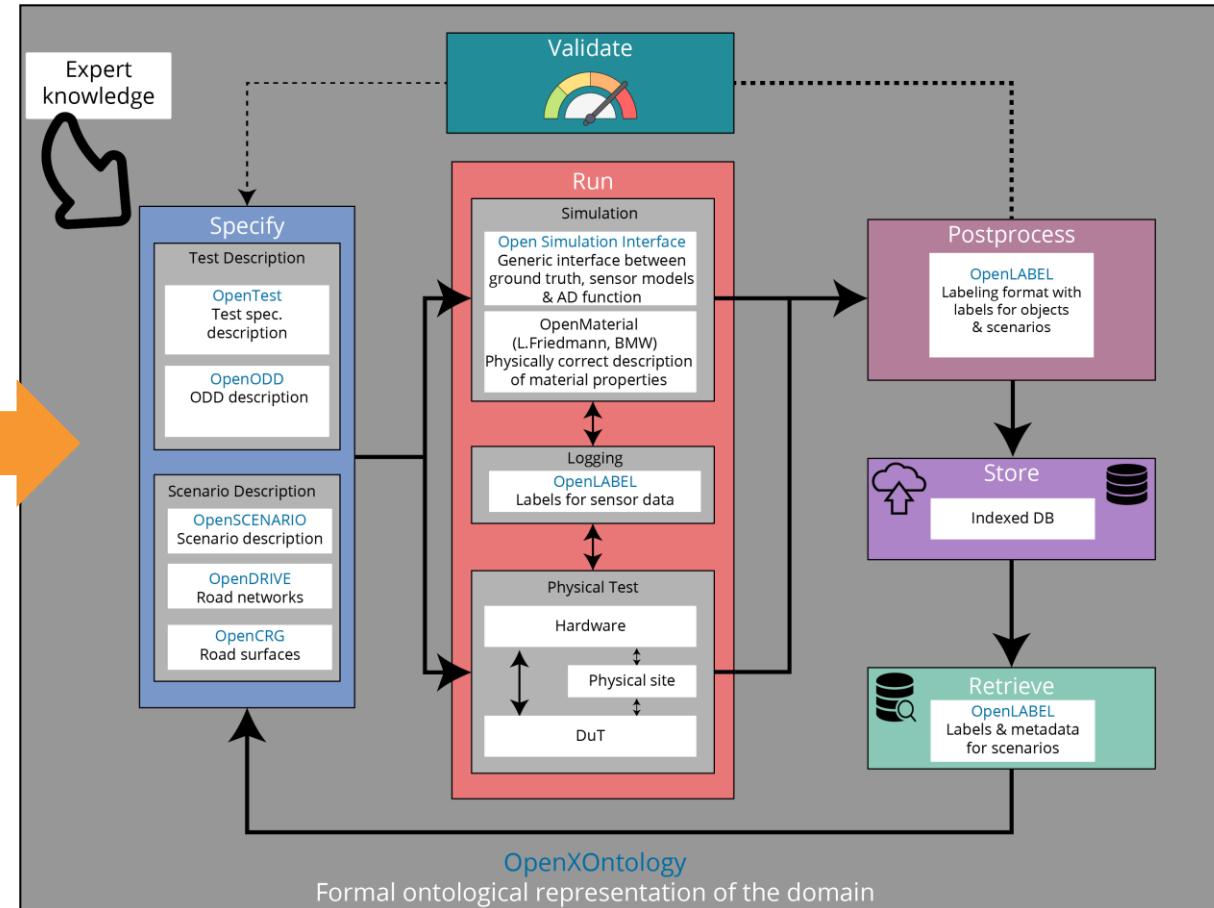 Expert
knowledge
Validate
Specify
Test Description
OpenTest
Test spec.
description
OpenODD
ODD description
Scenario Description
OpenSCENARIO
Scenario description
OpenDRIVE
Road networks
OpenCRG
Road surfaces
Run
Simulation
Open Simulation Interface
Generic interface between
ground truth, sensor models
& AD function
OpenMaterial
(L.Friedmann, BMW)
Physically correct description
of material properties
Logging
OpenLABEL
Labels for sensor data
Physical Test
Hardware
Physical site
DuT
Postprocess
OpenLABEL
Labeling format with
labels for objects
& scenarios
Store
Indexed DB
Retrieve
OpenLABEL
Labels & metadata
for scenarios
OpenXOntology
Formal ontological representation of the domain